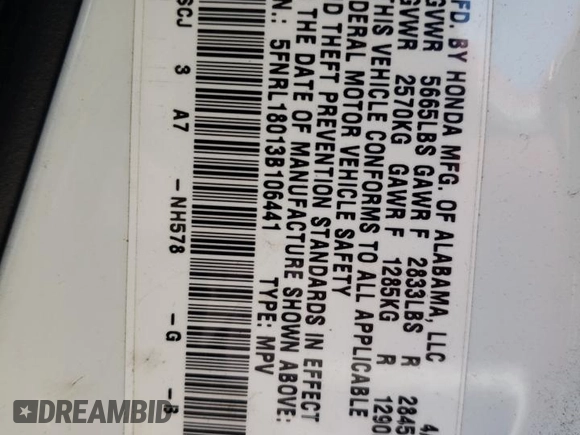 FD. BY HONDA MFG. OF ALABAMA, LLC 4
GVWR 5665LBS GAWR F 2833LBS R 2845
GVWR 2570KG GAWR F 1285KG R 1290
THIS VEHICLE CONFORMS TO ALL APPLICABLE
DERAL MOTOR VEHICLE SAFETY
D THEFT PREVENTION STANDARDS IN EFFECT
THE DATE OF MANUFACTURE SHOWN ABOVE:
N: 5FNRL18013B106441 TYPE: MPV
SCJ 3 A7 -NH578 -G -B
DREAMBID